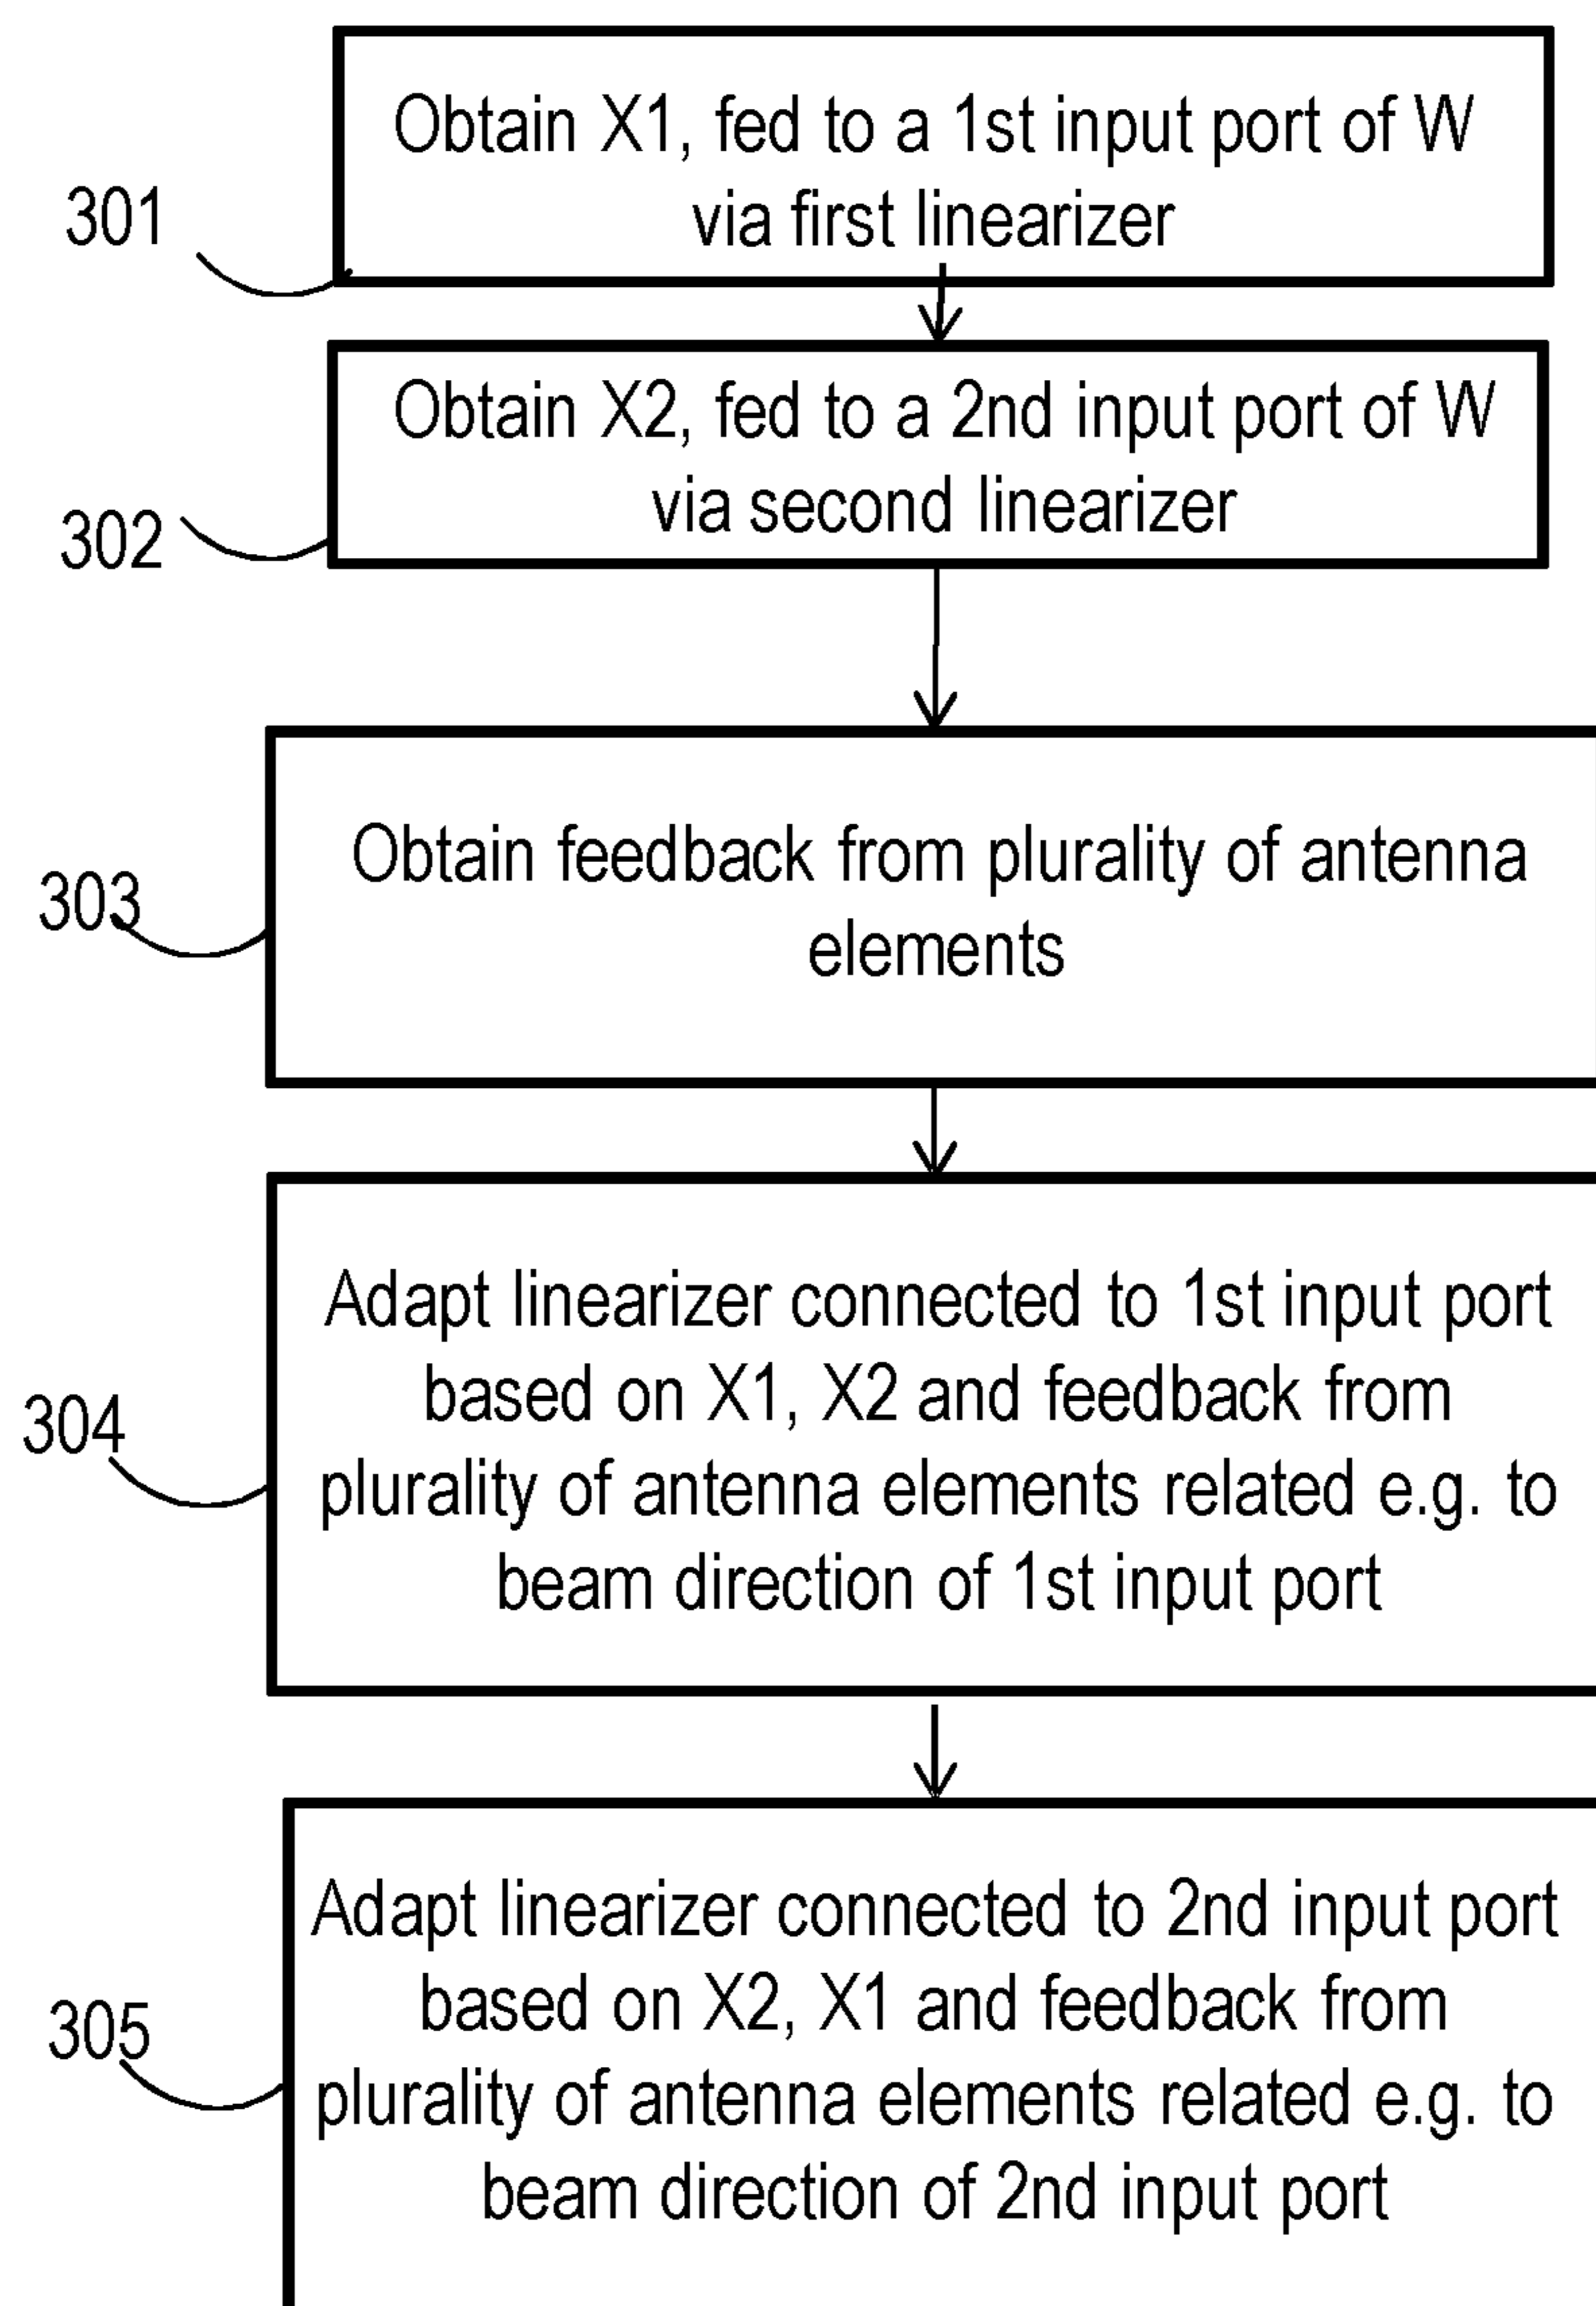 Obtain X1, fed to a 1st input port of W
via first linearizer
301
Obtain X2, fed to a 2nd input port of W
via second linearizer
302
Obtain feedback from plurality of antenna
elements
303
Adapt linearizer connected to 1st input port
based on X1, X2 and feedback from
plurality of antenna elements related e.g. to
beam direction of 1st input port
304
Adapt linearizer connected to 2nd input port
based on X2, X1 and feedback from
plurality of antenna elements related e.g. to
beam direction of 2nd input port
305